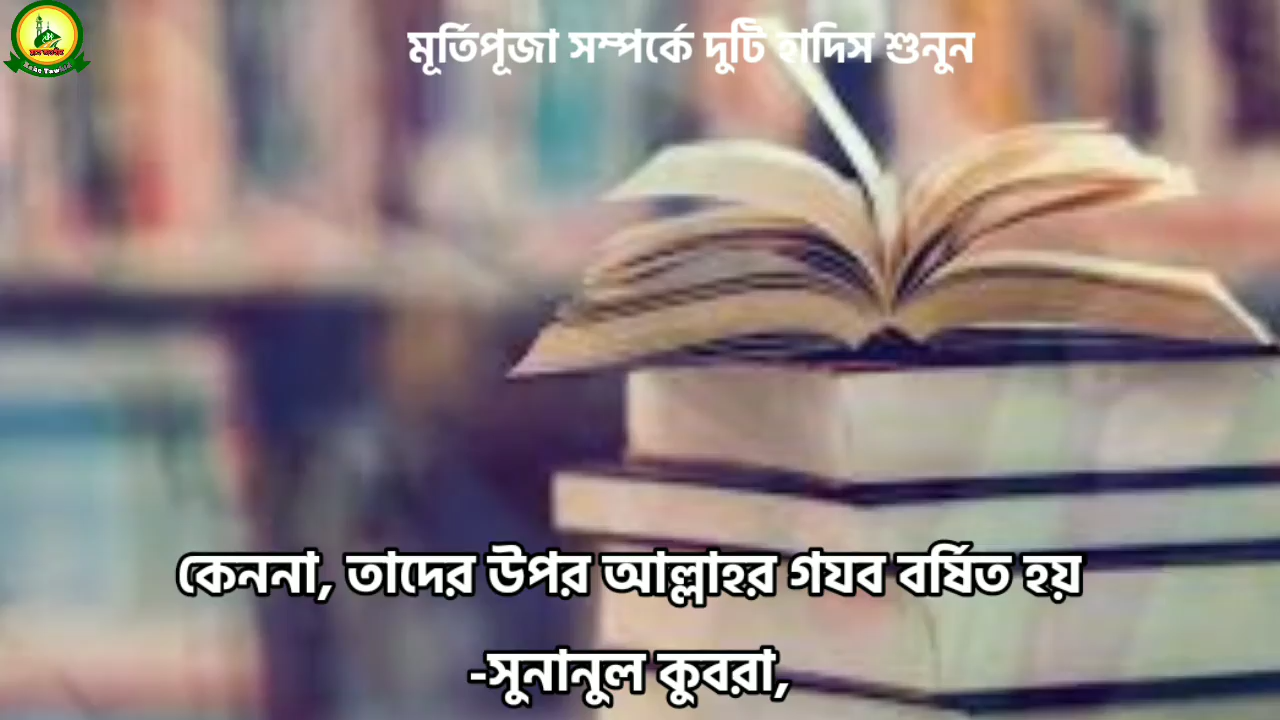 মূর্তিপূজা সম্পর্কে দুটি হাদিস শুনুন
কেননা, তাদের উপর আল্লাহর গযব বর্ষিত হয়
-সুনানুল কুবরা,